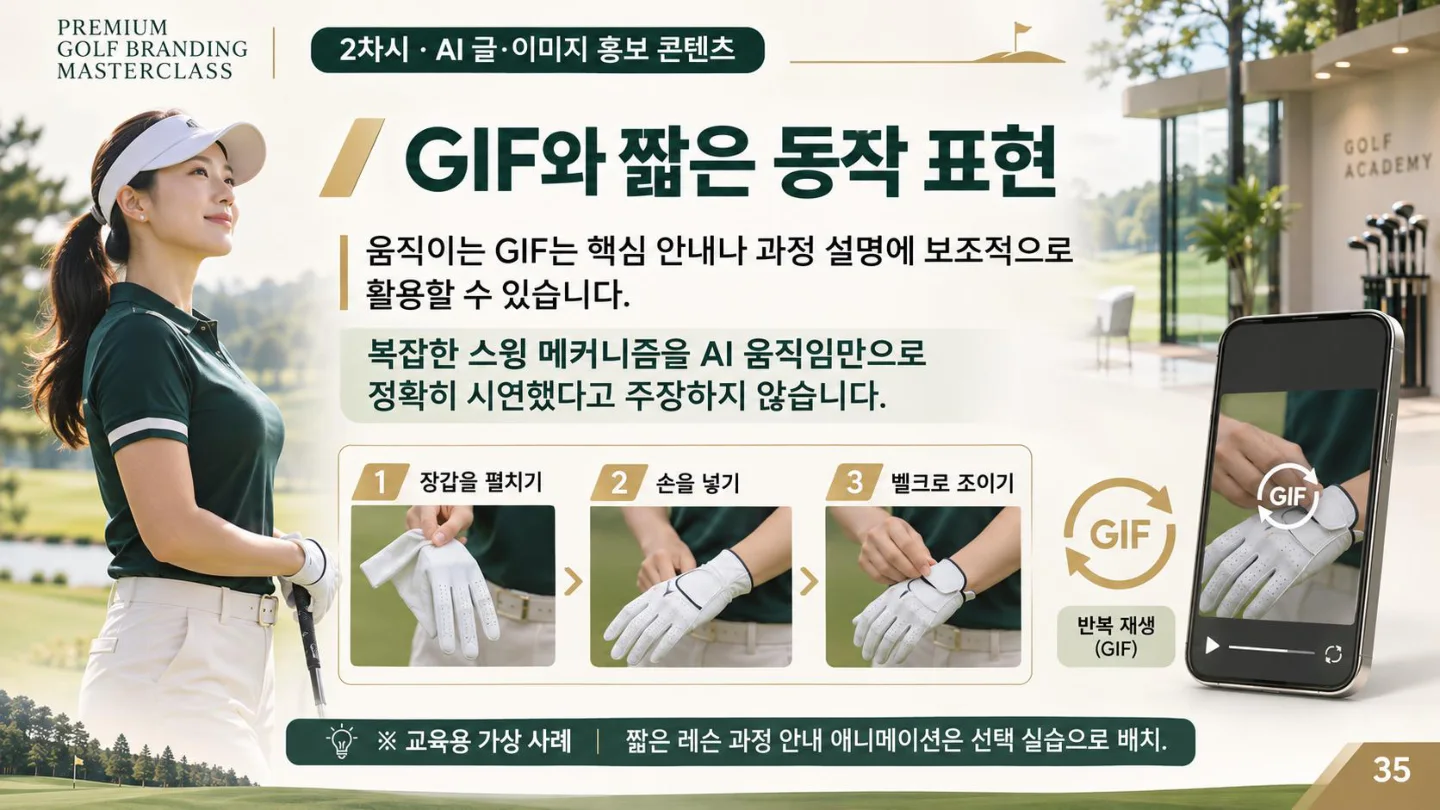 PREMIUM
GOLF BRANDING
MASTERCLASS
2차시 · AI 글·이미지 홍보 콘텐츠
GOLF
ACADEMY
GIF와 짧은 동작 표현
움직이는 GIF는 핵심 안내나 과정 설명에 보조적으로
활용할 수 있습니다.
복잡한 스윙 메커니즘을 AI 움직임만으로
정확히 시연했다고 주장하지 않습니다.
1 장갑을 펼치기
2 손을 넣기
3 벨크로 조이기
GIF
반복 재생
(GIF)
GIF
※ 교육용 가상 사례 | 짧은 레슨 과정 안내 애니메이션은 선택 실습으로 배치.
35